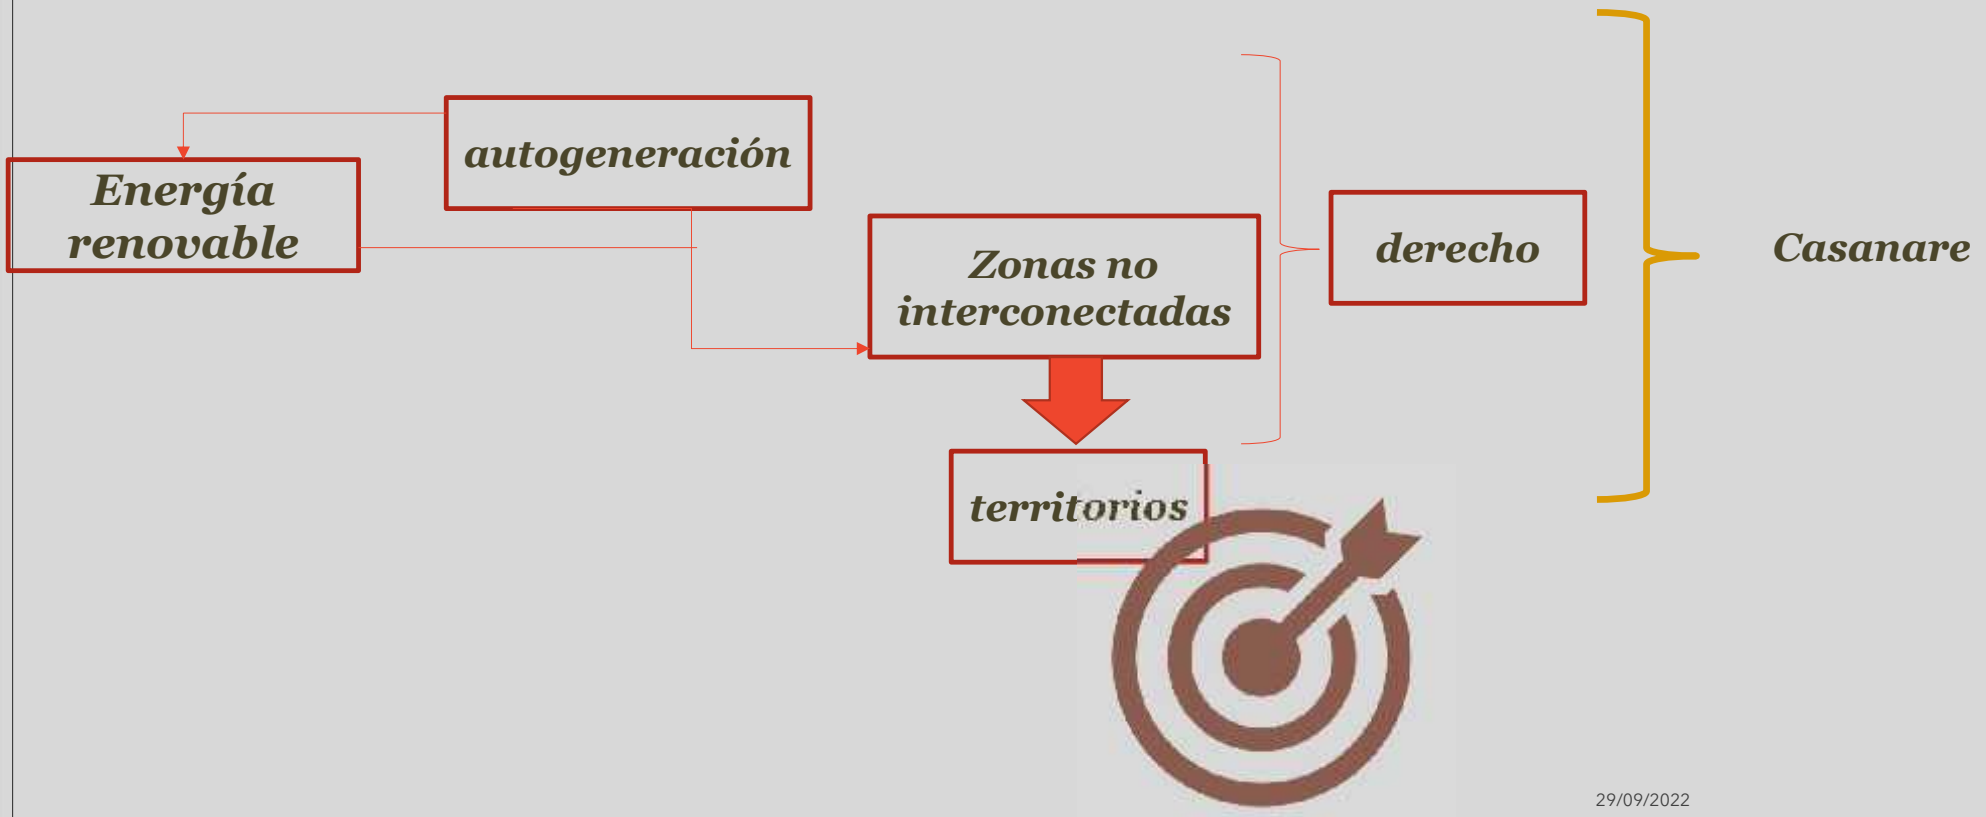 autogeneración
Energía
renovable
Zonas no
interconectadas
derecho
Casanare
territorios
29/09/2022